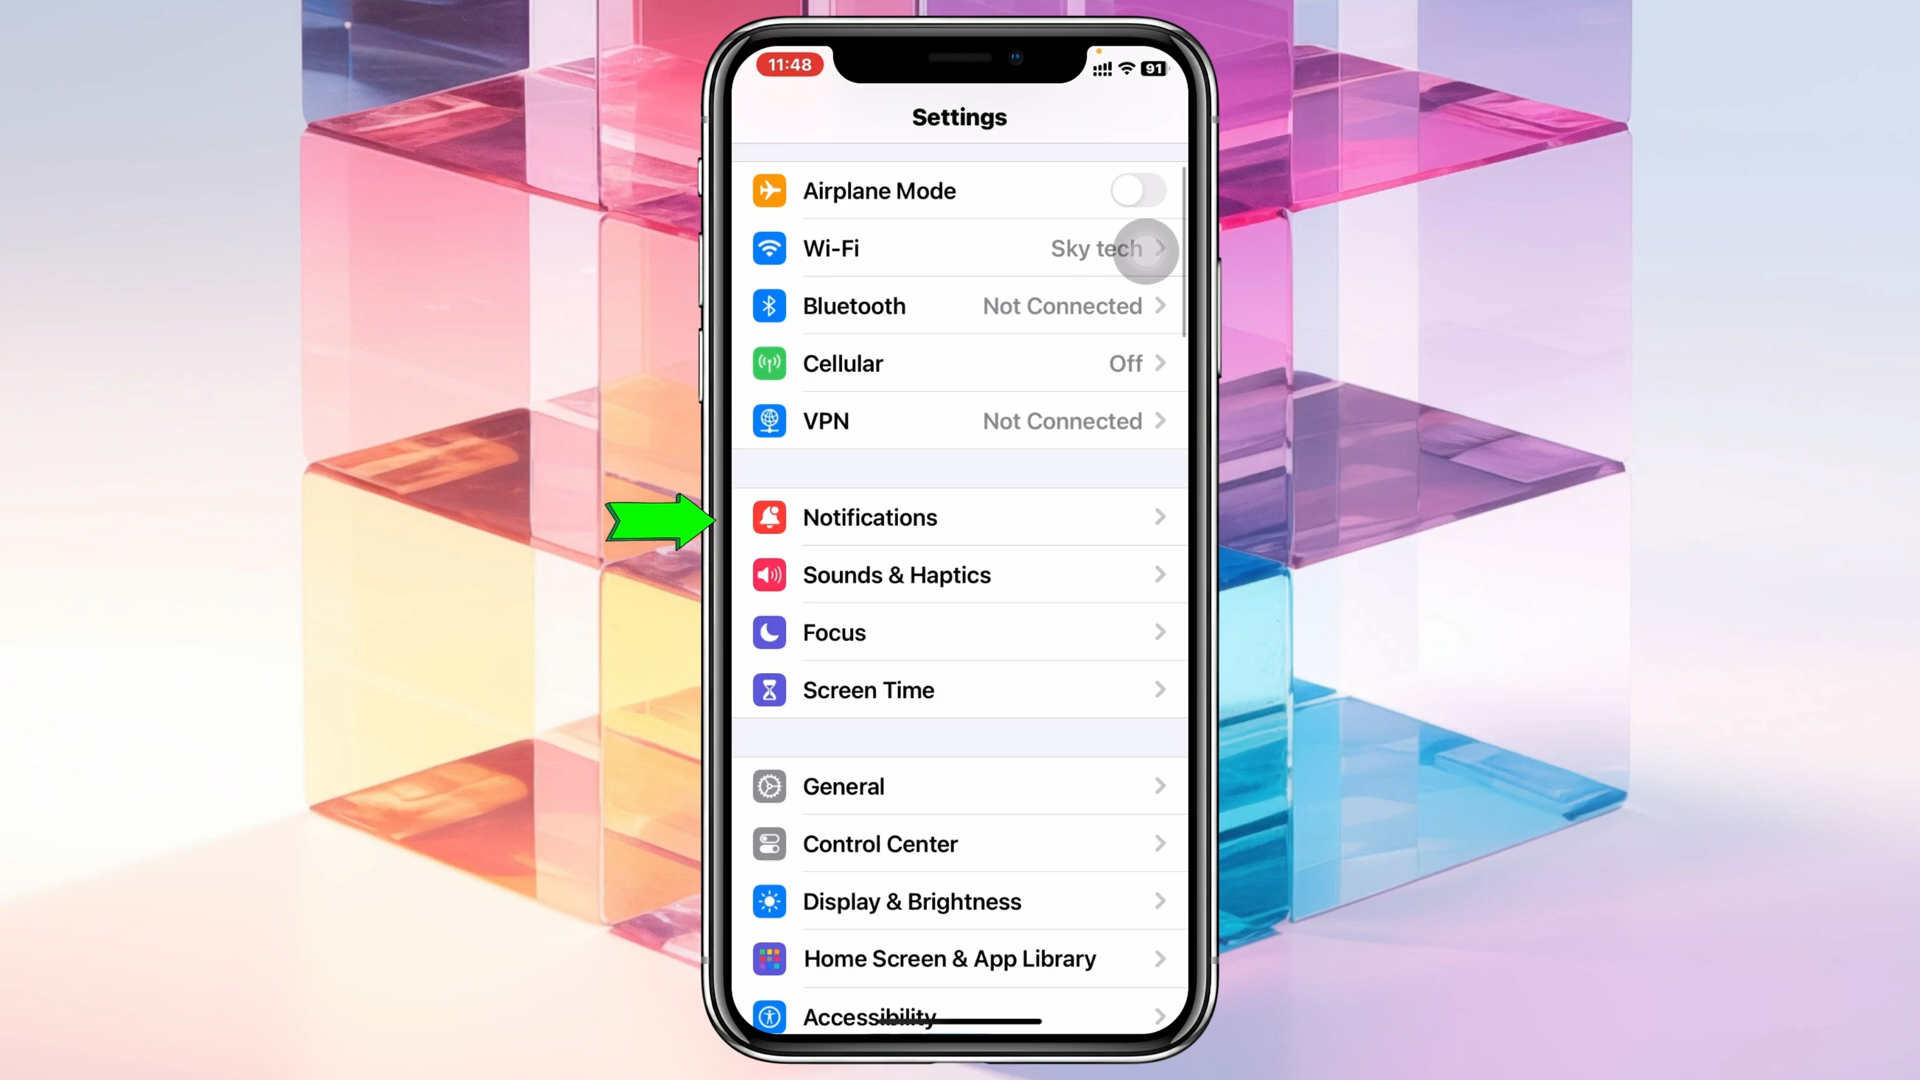 11:48
91
Settings
Airplane Mode
Wi-Fi Sky tech
Bluetooth Not Connected
Cellular Off
VPN Not Connected
Notifications
Sounds & Haptics
Focus
Screen Time
General
Control Center
Display & Brightness
Home Screen & App Library
Accessibility